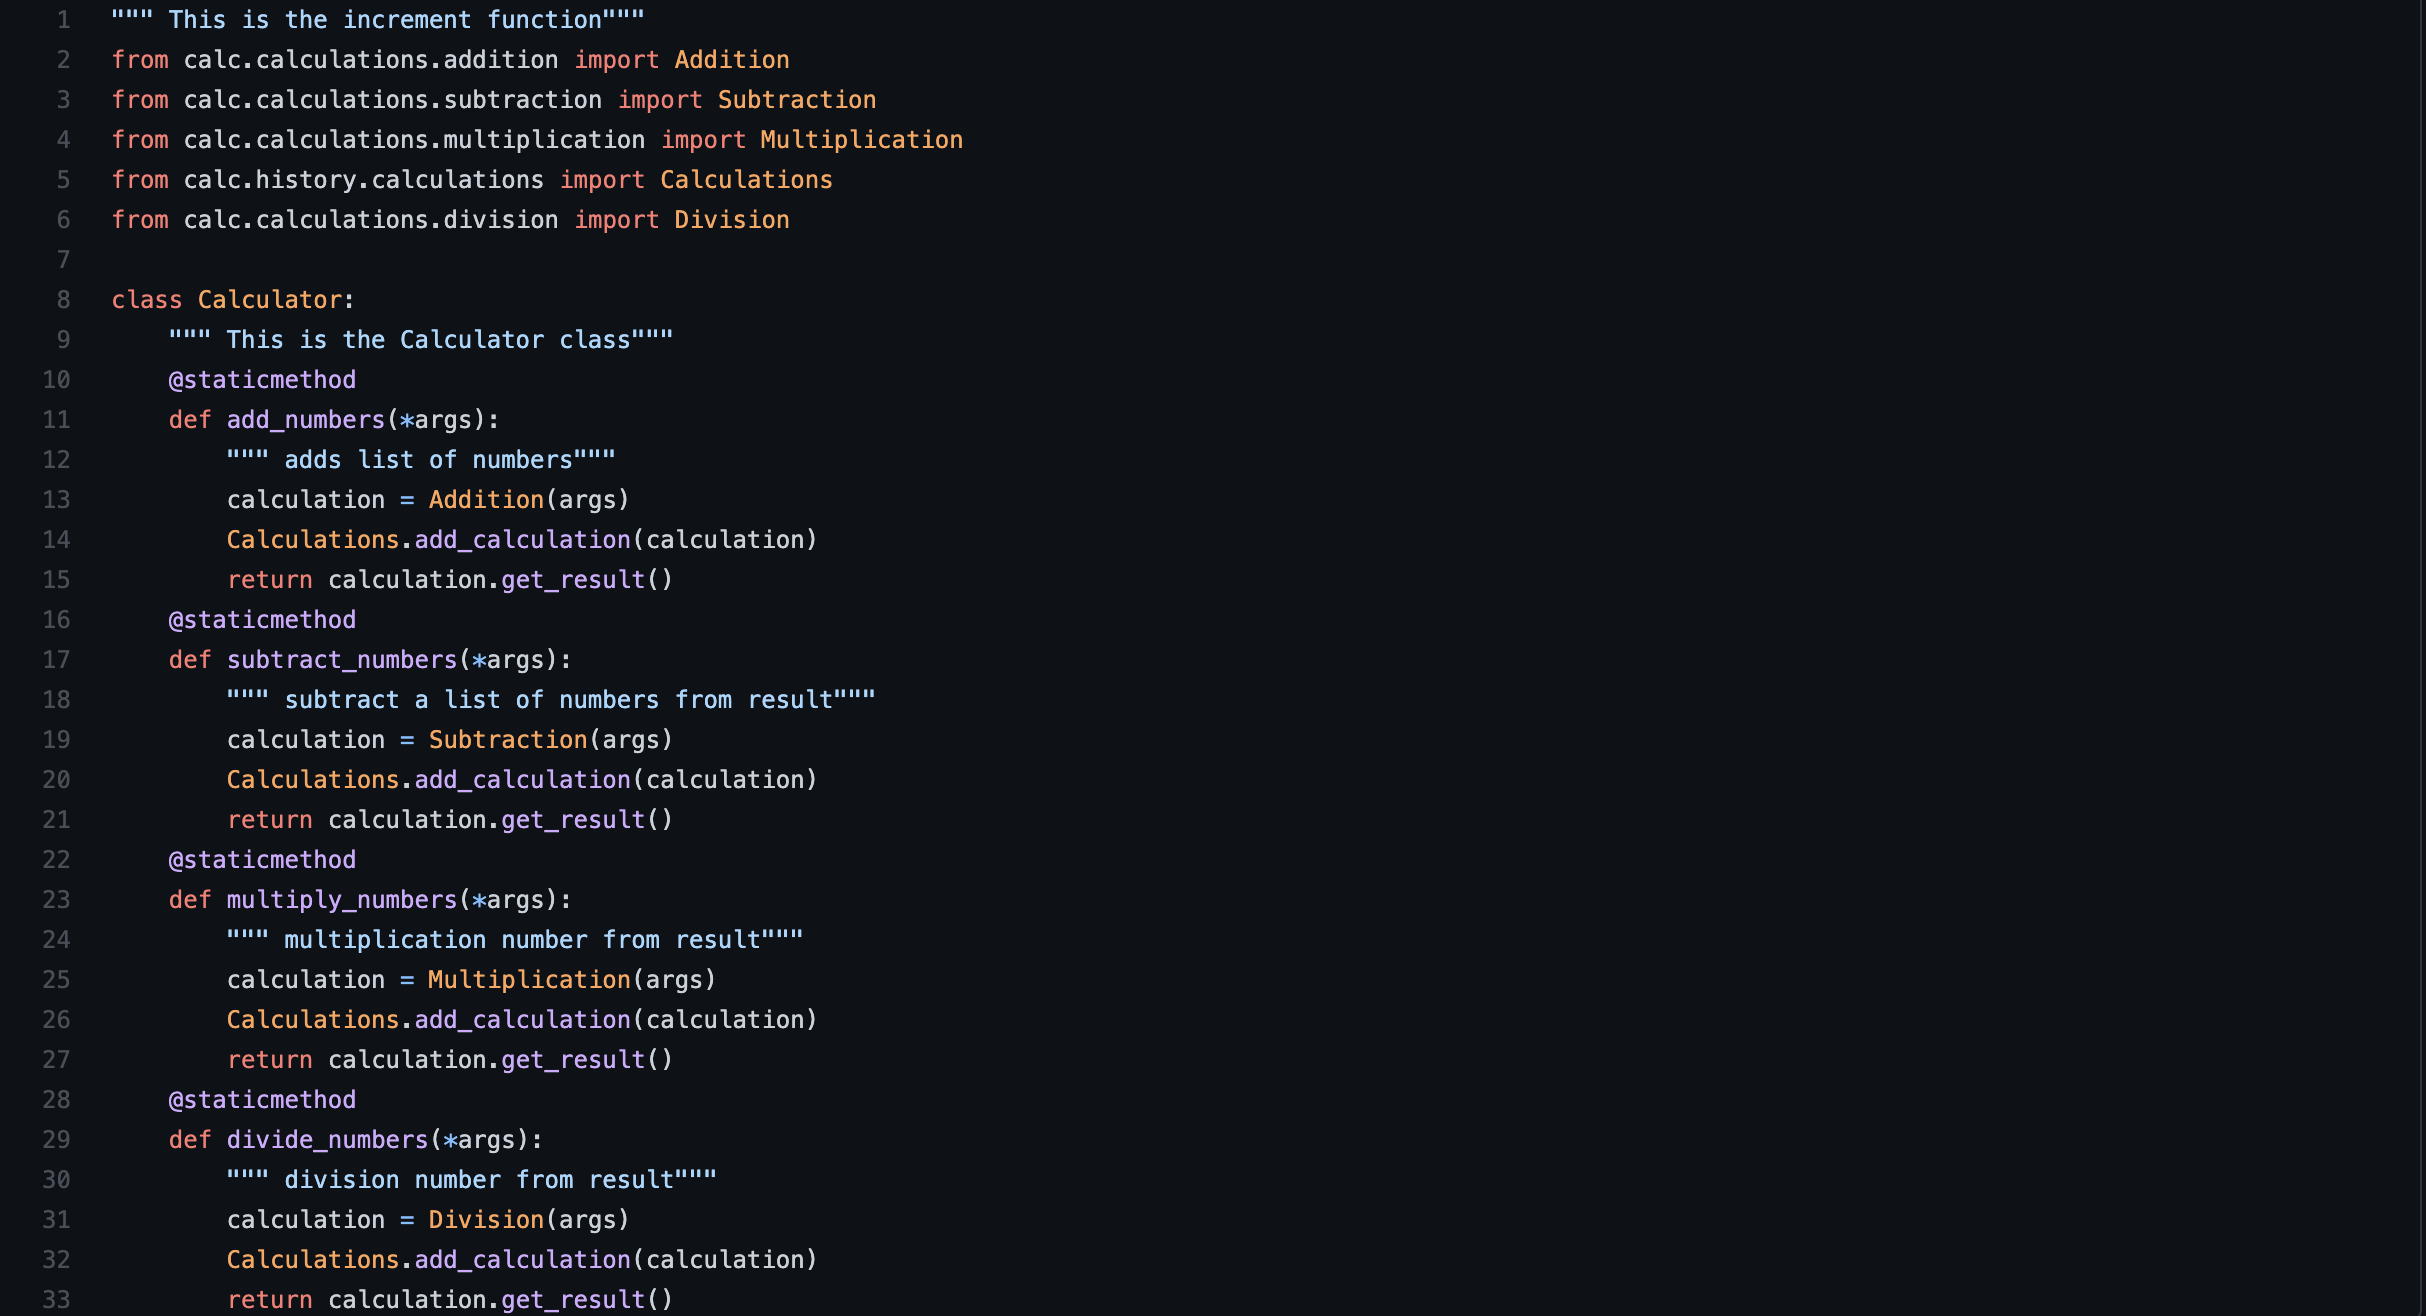 1 """ This is the increment function"""
2 from calc.calculations.addition import Addition
3 from calc.calculations.subtraction import Subtraction
4 from calc.calculations.multiplication import Multiplication
5 from calc.history.calculations import Calculations
6 from calc.calculations.division import Division
7
8 class Calculator:
9     """ This is the Calculator class"""
10     @staticmethod
11     def add_numbers(*args):
12         """ adds list of numbers"""
13         calculation = Addition(args)
14         Calculations.add_calculation(calculation)
15         return calculation.get_result()
16     @staticmethod
17     def subtract_numbers(*args):
18         """ subtract a list of numbers from result"""
19         calculation = Subtraction(args)
20         Calculations.add_calculation(calculation)
21         return calculation.get_result()
22     @staticmethod
23     def multiply_numbers(*args):
24         """ multiplication number from result"""
25         calculation = Multiplication(args)
26         Calculations.add_calculation(calculation)
27         return calculation.get_result()
28     @staticmethod
29     def divide_numbers(*args):
30         """ division number from result"""
31         calculation = Division(args)
32         Calculations.add_calculation(calculation)
33         return calculation.get_result()